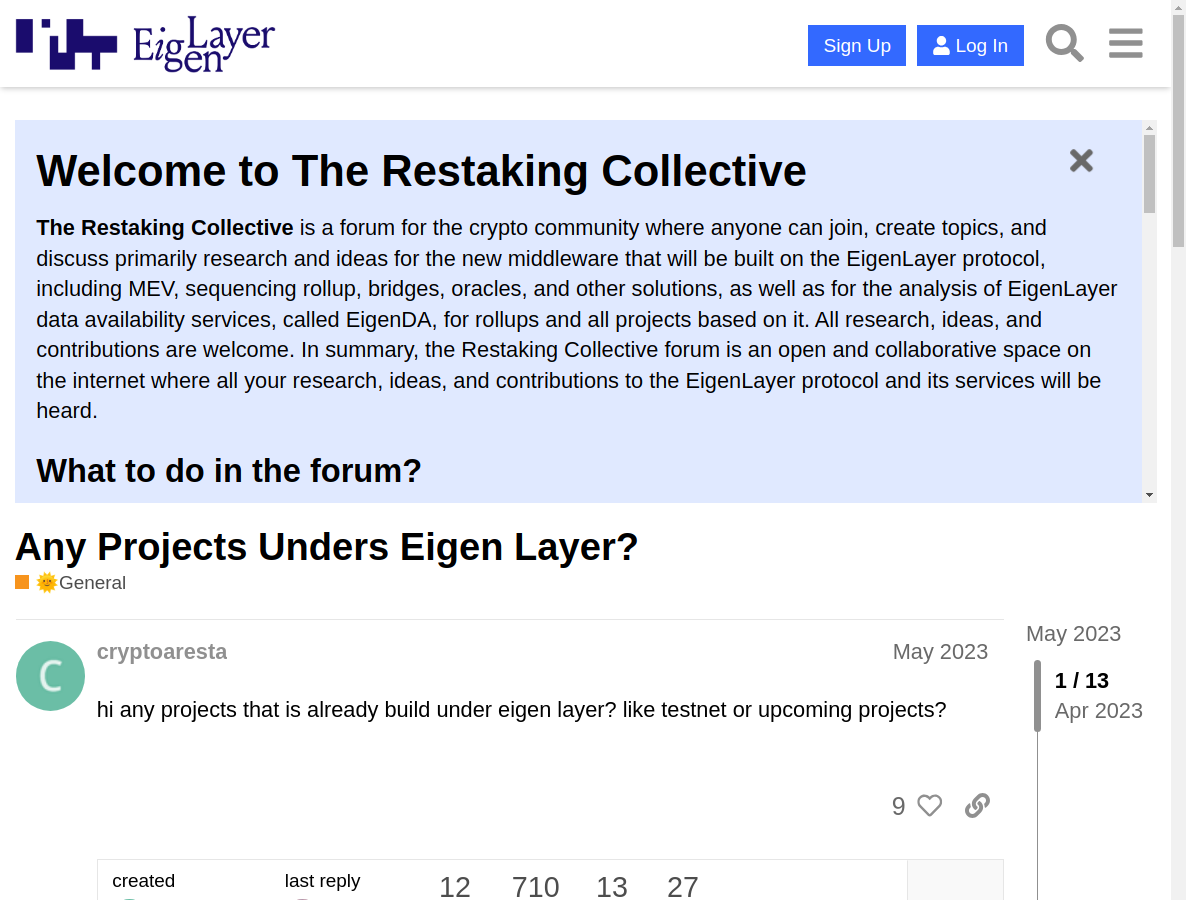 EigenLayer
Sign Up
Log In
Welcome to The Restaking Collective
The Restaking Collective is a forum for the crypto community where anyone can join, create topics, and
discuss primarily research and ideas for the new middleware that will be built on the EigenLayer protocol,
including MEV, sequencing rollup, bridges, oracles, and other solutions, as well as for the analysis of EigenLayer
data availability services, called EigenDA, for rollups and all projects based on it. All research, ideas, and
contributions are welcome. In summary, the Restaking Collective forum is an open and collaborative space on
the internet where all your research, ideas, and contributions to the EigenLayer protocol and its services will be
heard.
What to do in the forum?
Any Projects Unders Eigen Layer?
🌞General
C
cryptoaresta
May 2023
hi any projects that is already build under eigen layer? like testnet or upcoming projects?
9
May 2023
1 / 13
Apr 2023
created
last reply
12
710
13
27